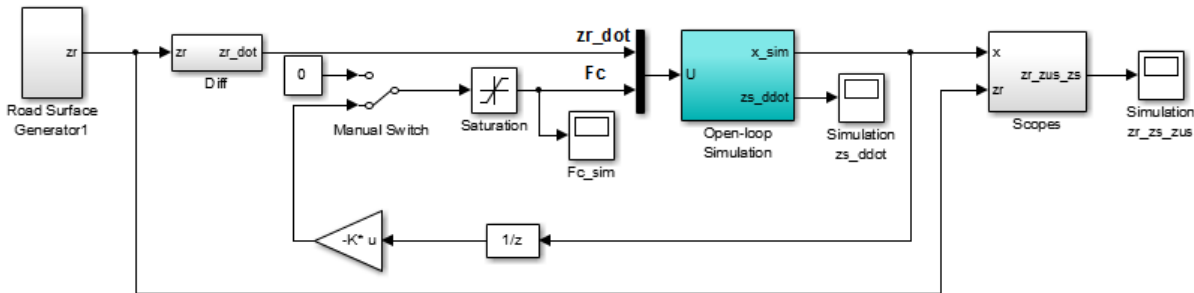 zr
Road Surface
Generator1
zr
zr_dot
Diff
0
Manual Switch
Saturation
Fc_sim
zr_dot
Fc
U
x_sim
zs_ddot
Open-loop
Simulation
Simulation
zs_ddot
x
zr
zr_zus_zs
Scopes
Simulation
zr_zs_zus
-K* u
1/z